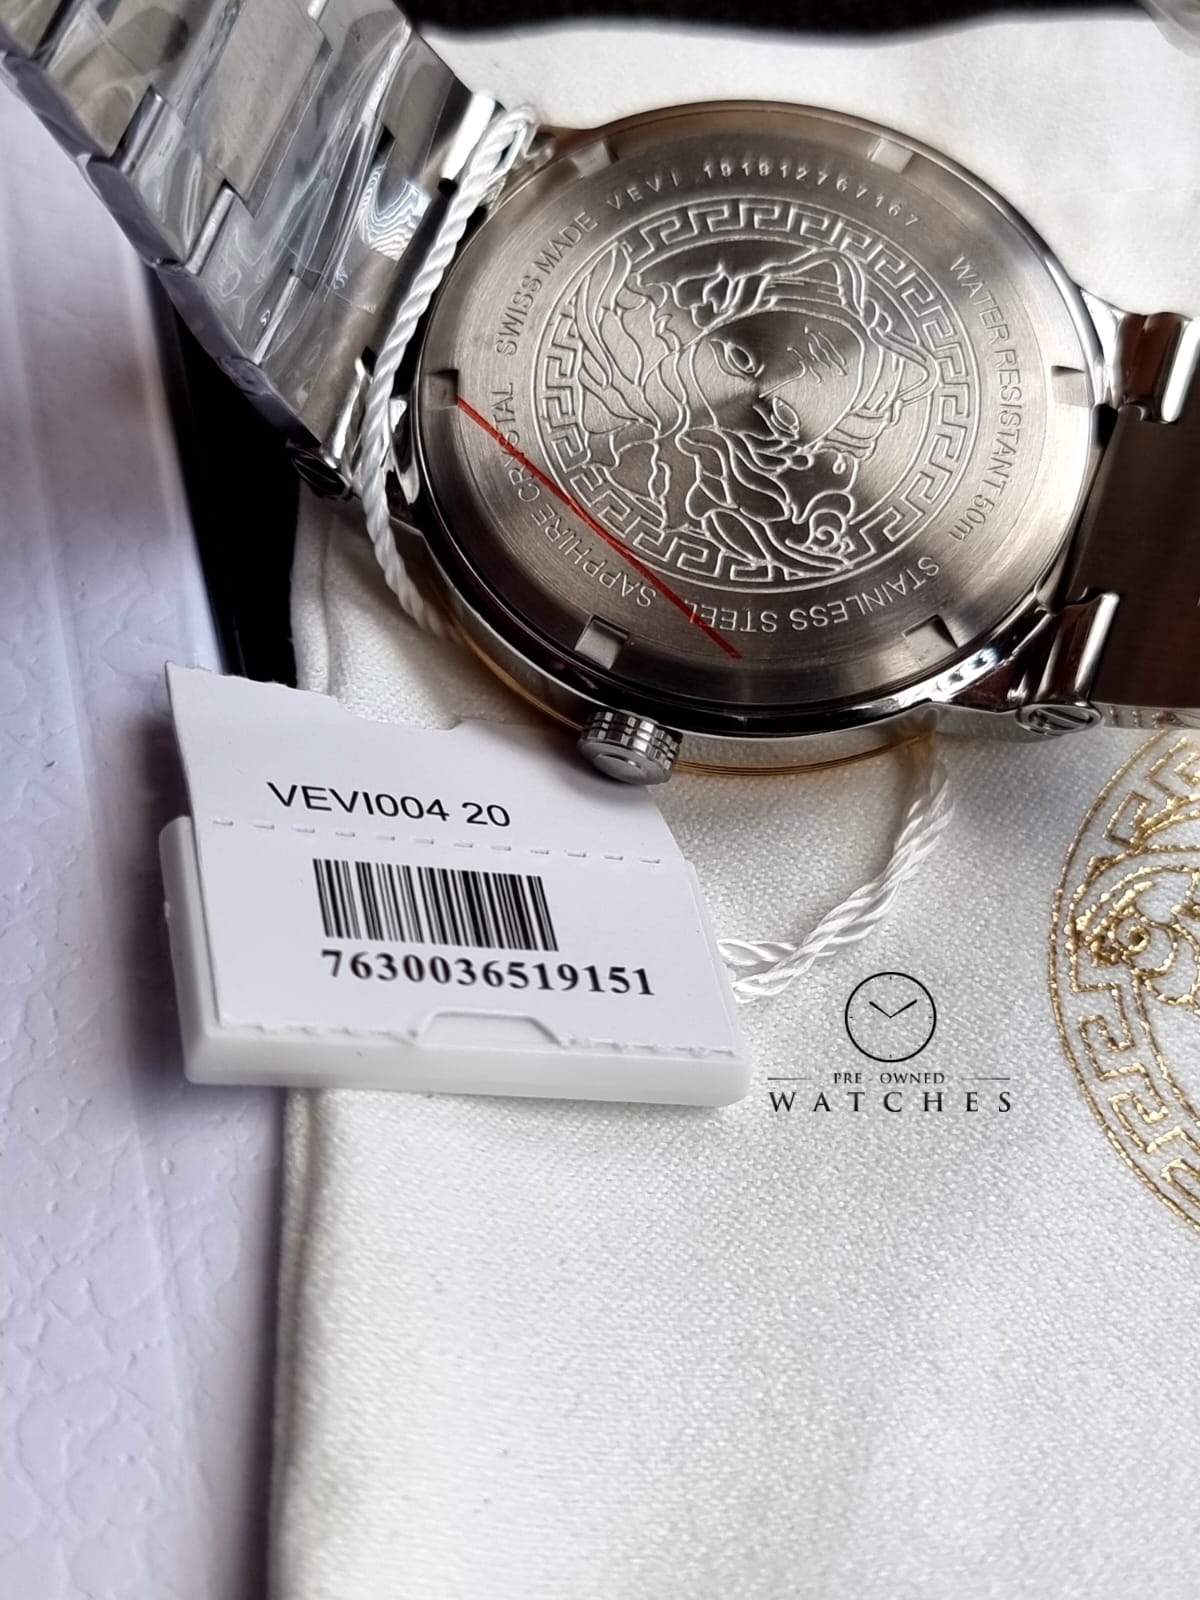 VEVI 191912767167
WATER RESISTANT 50m
STAINLESS STEEL
SAPPHIRE CRYSTAL
SWISS MADE
VEVI004 20
7630036519151
PRE OWNED
WATCHES